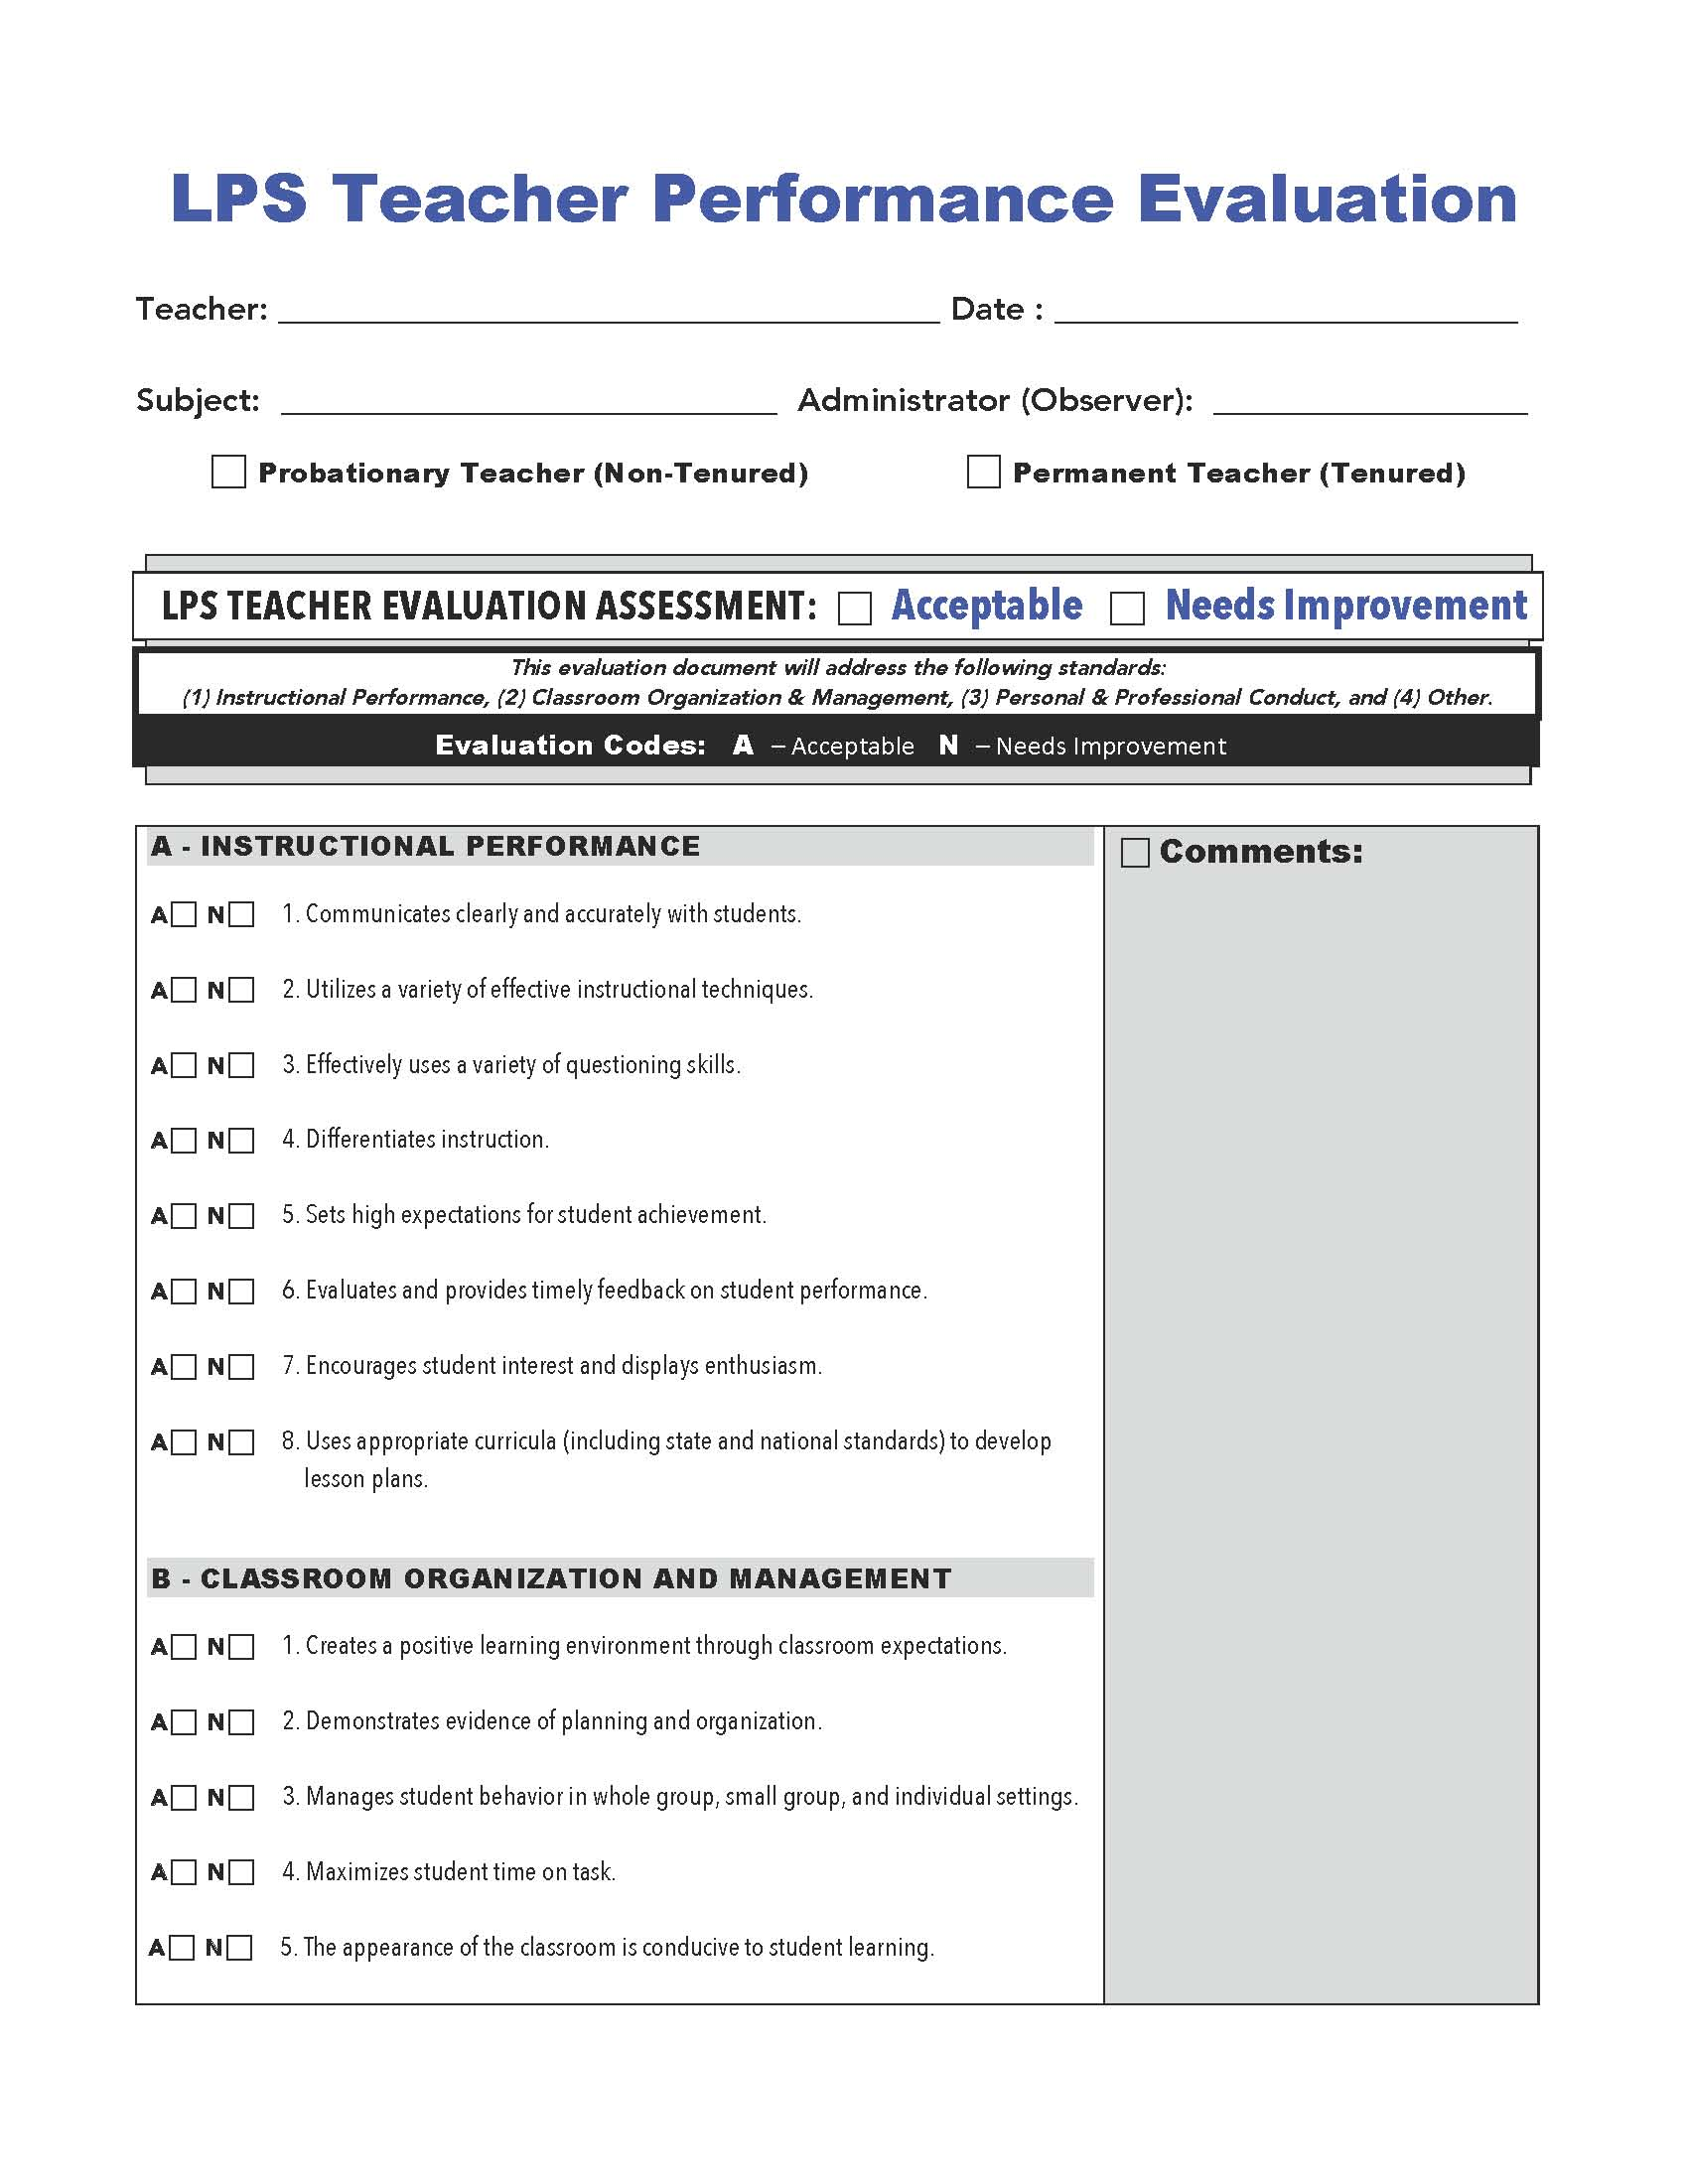 LPS Teacher Performance Evaluation
Teacher: Date :
Subject: Administrator (Observer):
Probationary Teacher (Non-Tenured) Permanent Teacher (Tenured)
LPS TEACHER EVALUATION ASSESSMENT: Acceptable Needs Improvement
This evaluation document will address the following standards:
(1) Instructional Performance, (2) Classroom Organization & Management, (3) Personal & Professional Conduct, and (4) Other.
Evaluation Codes: A – Acceptable N – Needs Improvement
A - INSTRUCTIONAL PERFORMANCE
A N 1. Communicates clearly and accurately with students.
A N 2. Utilizes a variety of effective instructional techniques.
A N 3. Effectively uses a variety of questioning skills.
A N 4. Differentiates instruction.
A N 5. Sets high expectations for student achievement.
A N 6. Evaluates and provides timely feedback on student performance.
A N 7. Encourages student interest and displays enthusiasm.
A N 8. Uses appropriate curricula (including state and national standards) to develop
lesson plans.
B - CLASSROOM ORGANIZATION AND MANAGEMENT
A N 1. Creates a positive learning environment through classroom expectations.
A N 2. Demonstrates evidence of planning and organization.
A N 3. Manages student behavior in whole group, small group, and individual settings.
A N 4. Maximizes student time on task.
A N 5. The appearance of the classroom is conducive to student learning.
Comments: